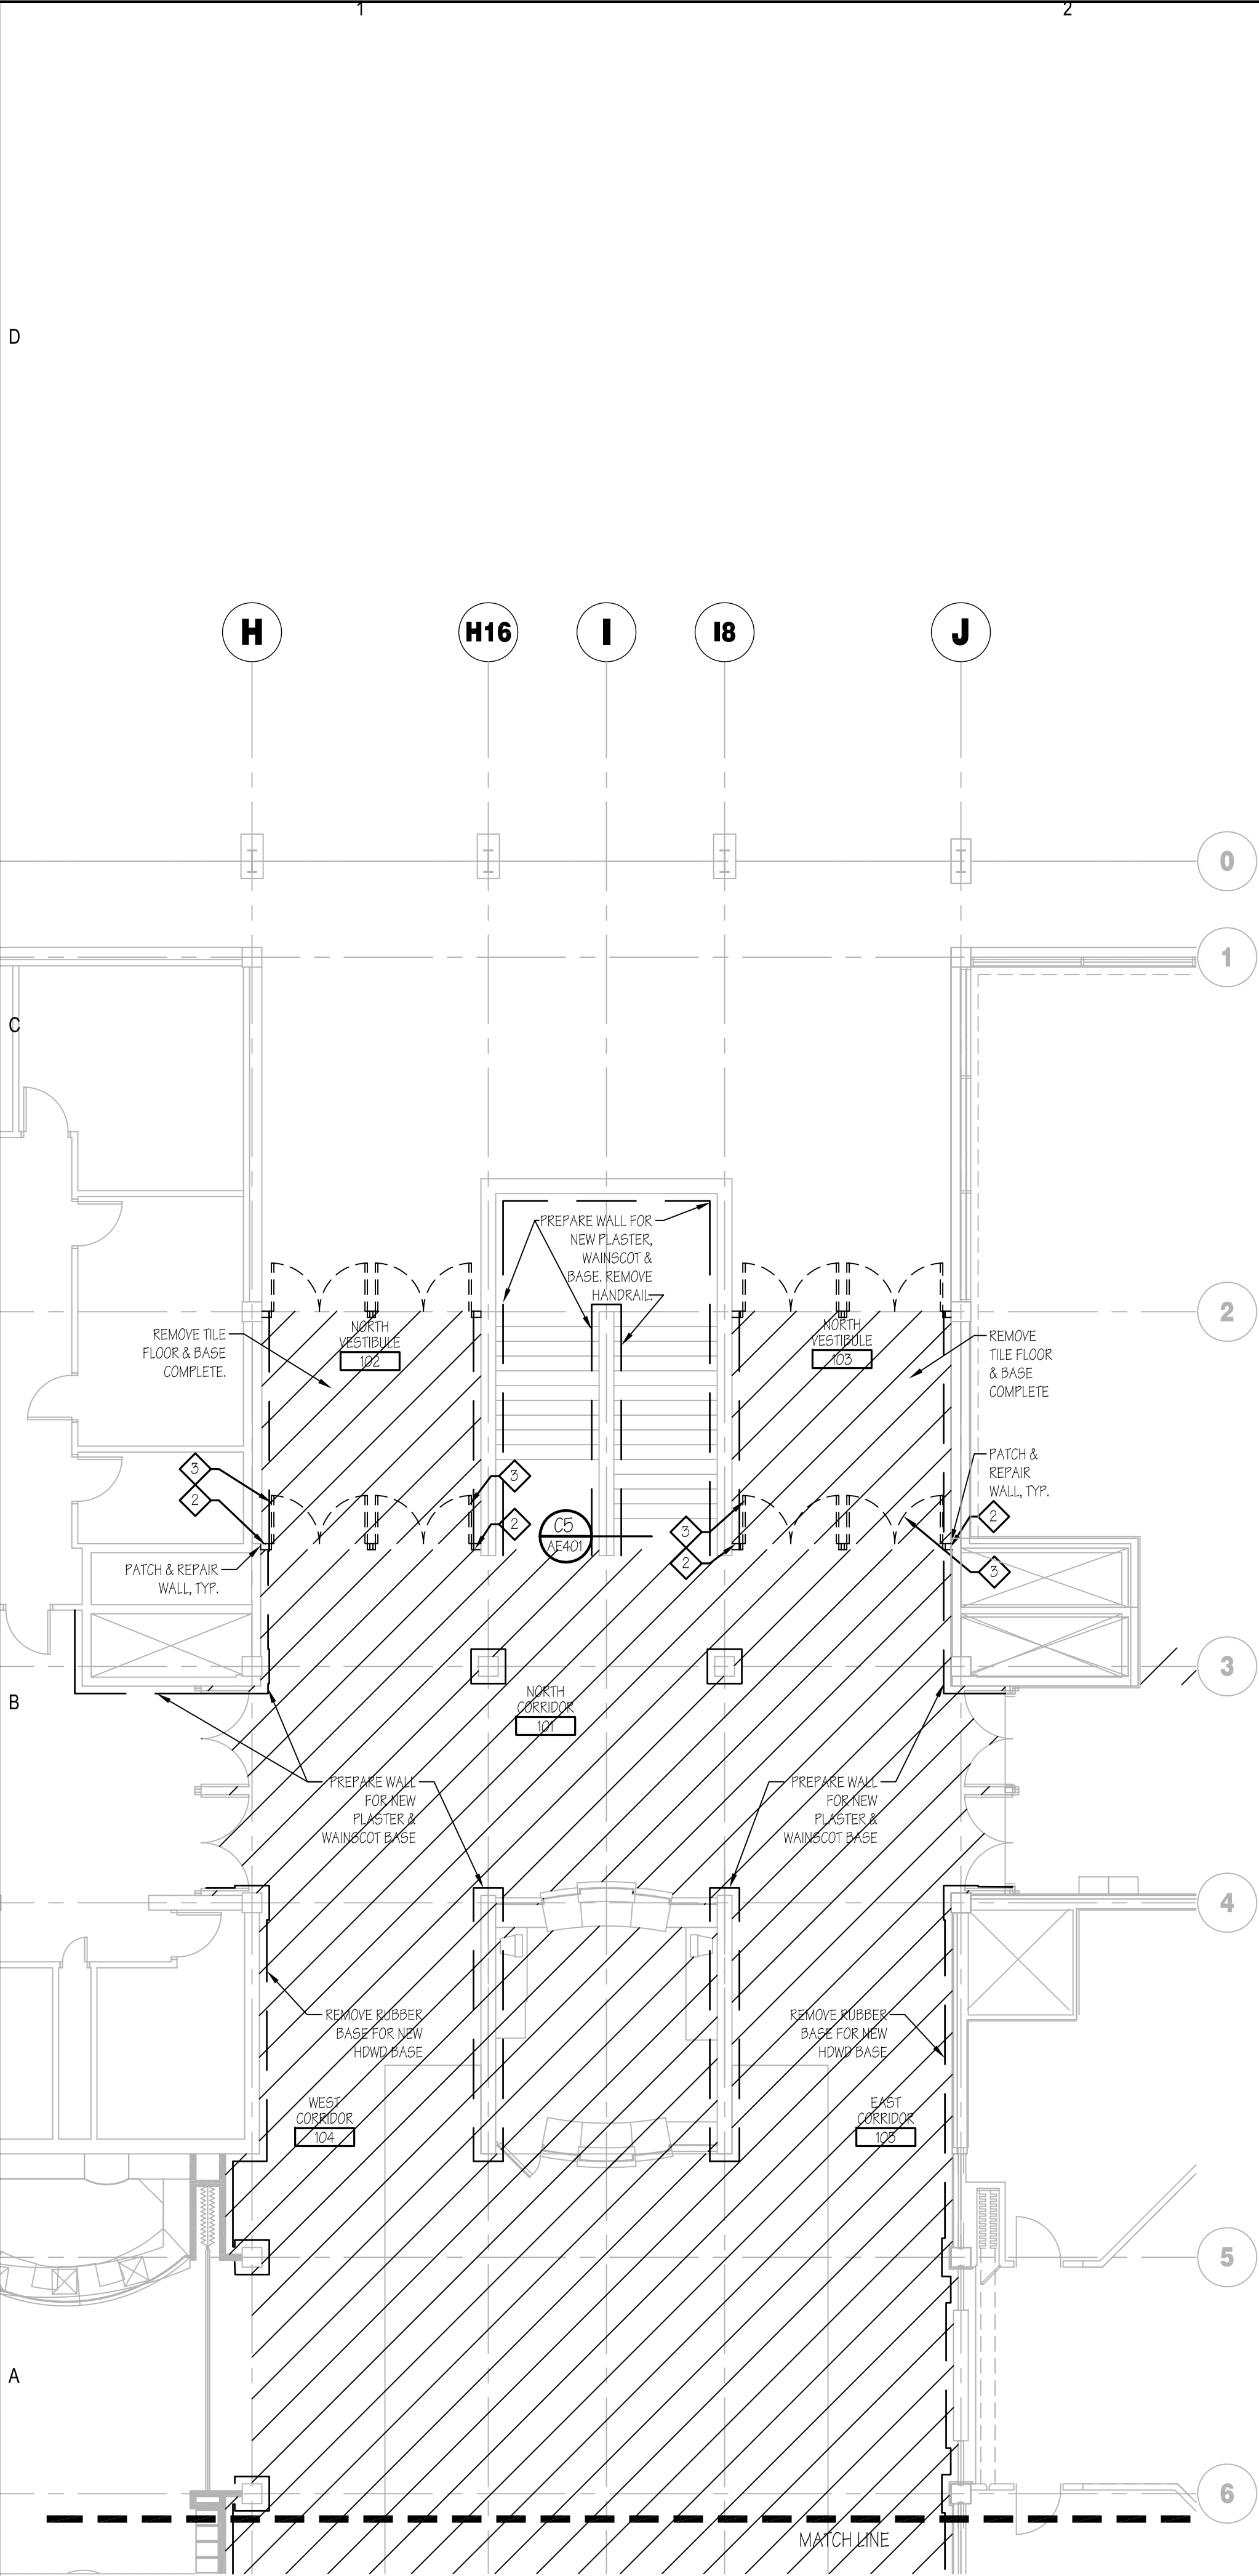 1
2
D
H
H16
I
I8
J
0
1
C
PREPARE WALL FOR
NEW PLASTER,
WAINSCOT &
BASE. REMOVE
HANDRAIL.
2
REMOVE TILE
FLOOR & BASE
COMPLETE.
NORTH
VESTIBULE
102
NORTH
VESTIBULE
103
REMOVE
TILE FLOOR
& BASE
COMPLETE
PATCH &
REPAIR
WALL, TYP.
3
2
3
2
C5
AE401
3
2
2
3
PATCH & REPAIR
WALL, TYP.
3
B
NORTH
CORRIDOR
101
PREPARE WALL
FOR NEW
PLASTER &
WAINSCOT BASE
PREPARE WALL
FOR NEW
PLASTER &
WAINSCOT BASE
4
REMOVE RUBBER
BASE FOR NEW
HDWD BASE
REMOVE RUBBER
BASE FOR NEW
HDWD BASE
WEST
CORRIDOR
104
EAST
CORRIDOR
105
5
A
6
MATCH LINE